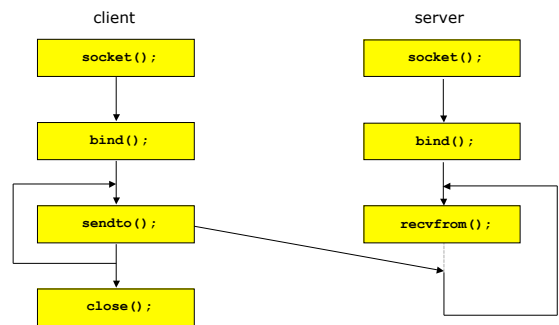 client
server
socket();
socket();
bind();
bind();
sendto();
recvfrom();
close();